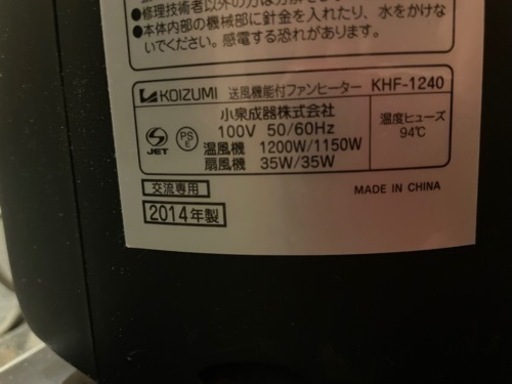 ●修理技術者以外の方は分解をし
●本体内部の機械部に針金を入れたり、水をかけな
いでください。感電する恐れがあります。
KOIZUMI 送風機能付ファンヒーター KHF-1240
小泉成器株式会社
100V 50/60Hz
温風機 1200W/1150W
扇風機 35W/35W
温度ヒューズ
94℃
JET
PS
E
交流専用
MADE IN CHINA
2014年製